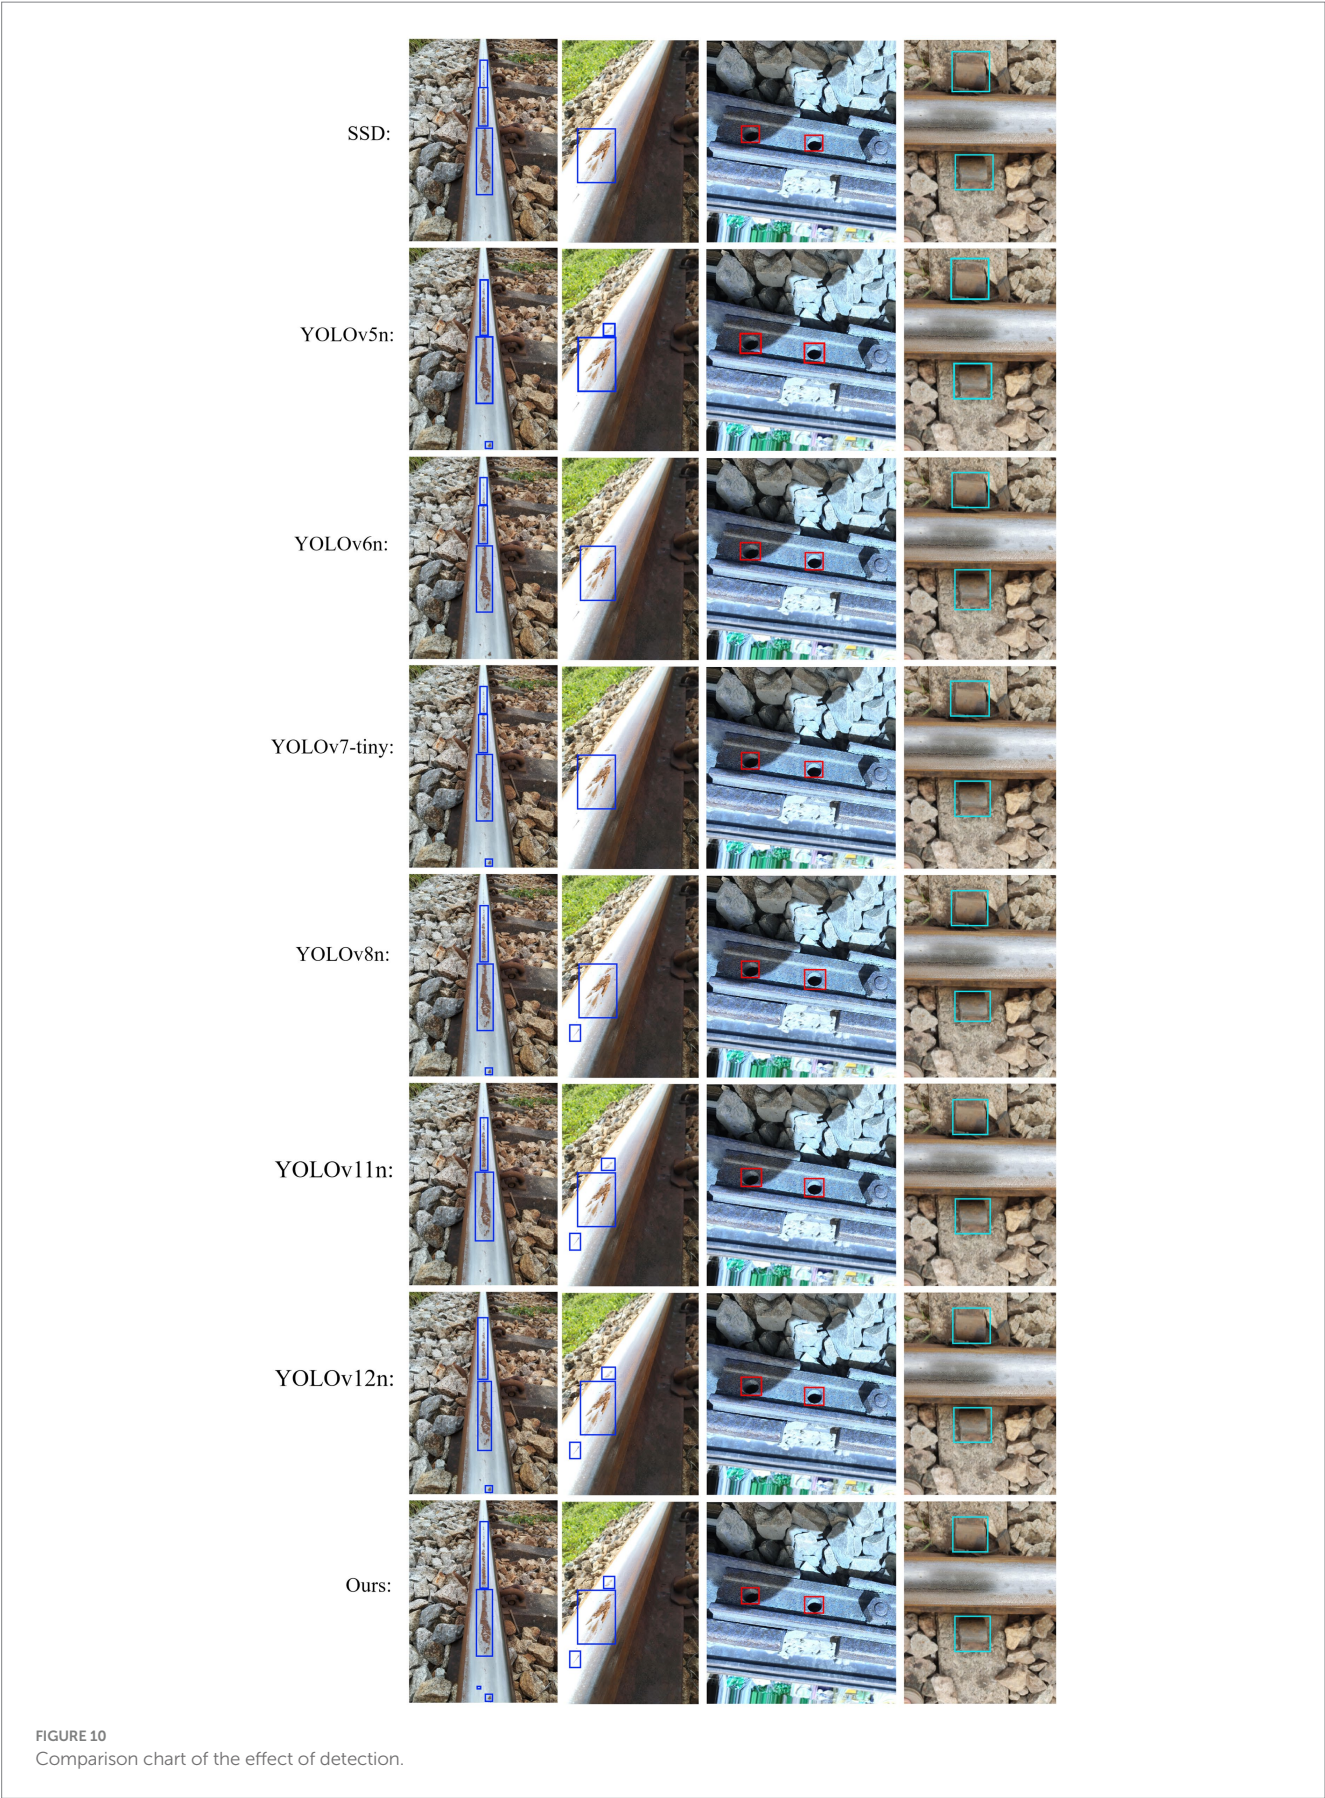 SSD:
YOLOv5n:
YOLOv6n:
YOLOv7-tiny:
YOLOv8n:
YOLOv11n:
YOLOv12n:
Ours:
FIGURE 10
Comparison chart of the effect of detection.